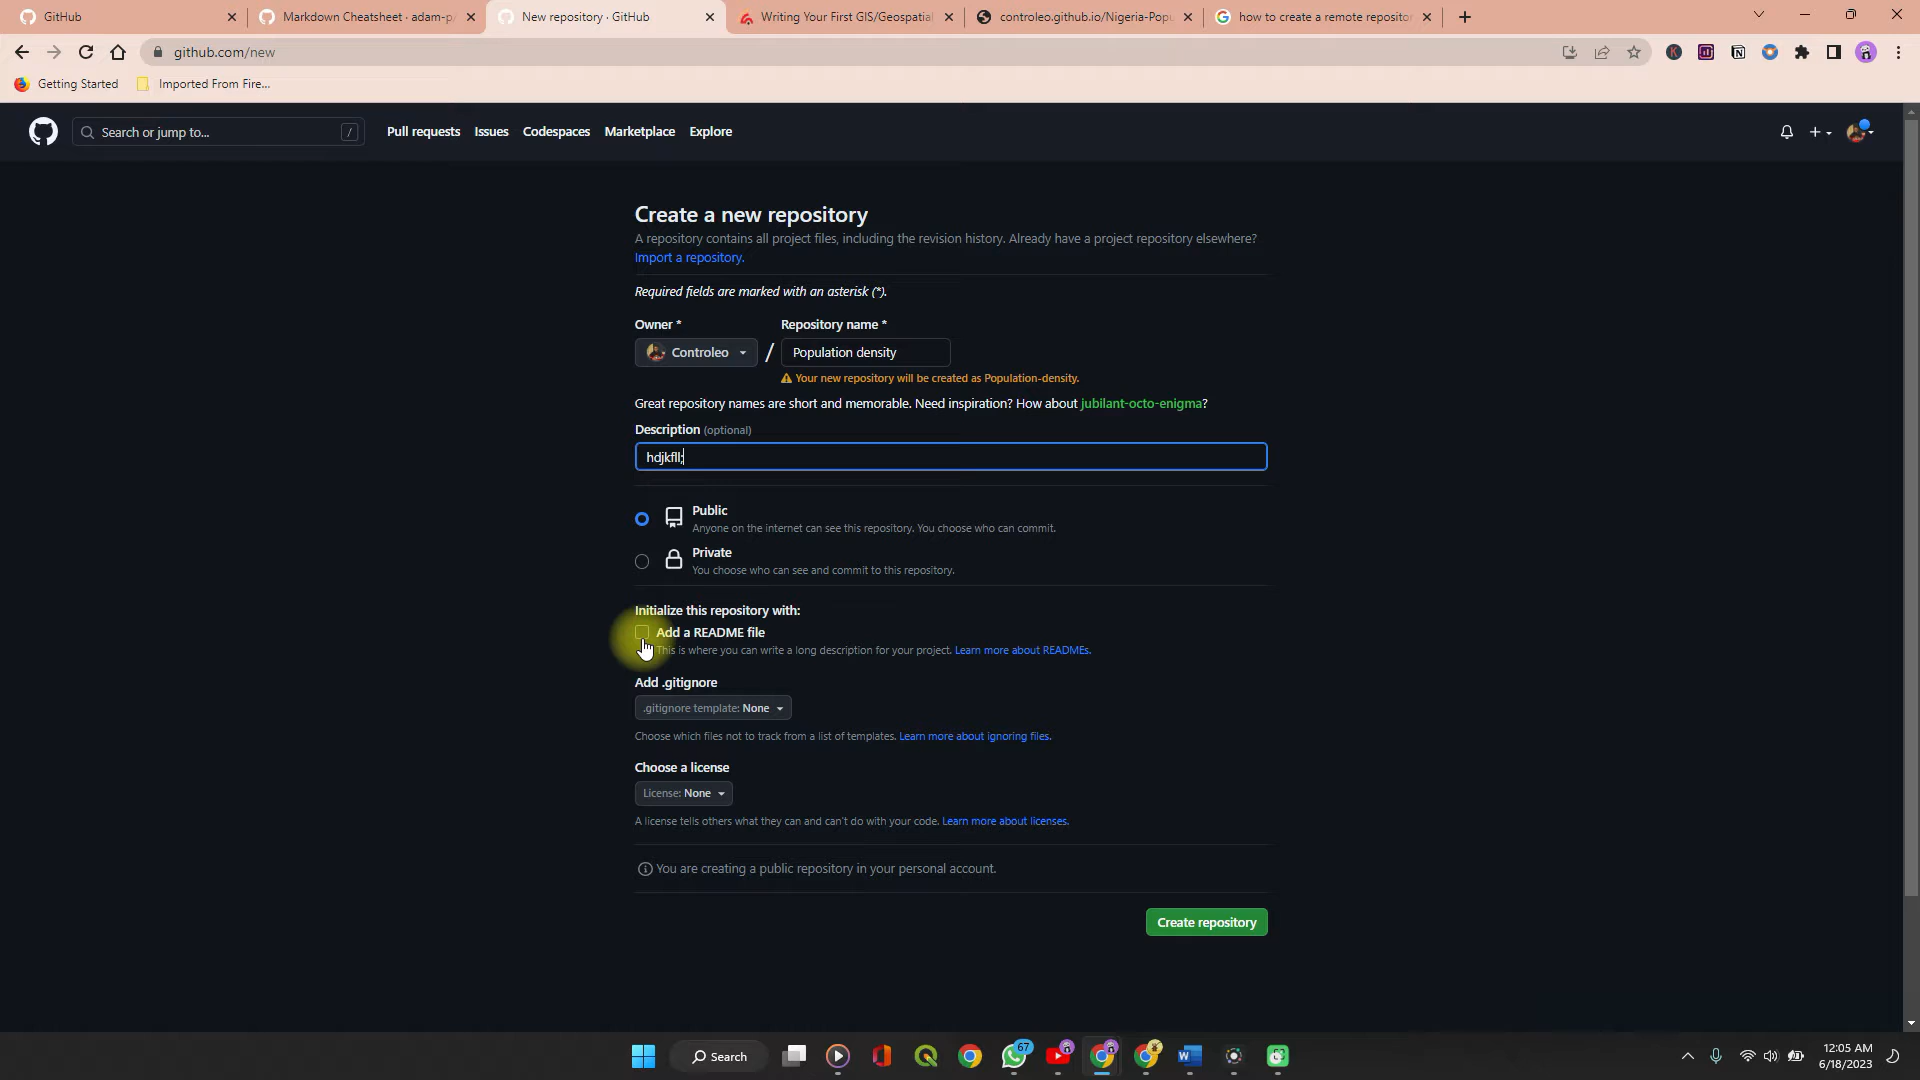 GitHub
Markdown Cheatsheet · adam-p/
New repository · GitHub
Writing Your First GIS/Geospatial
controleo.github.io/Nigeria-Popu
how to create a remote repositor
github.com/new
Getting Started
Imported From Fire...
Search or jump to...
/
Pull requests
Issues
Codespaces
Marketplace
Explore
Create a new repository
A repository contains all project files, including the revision history. Already have a project repository elsewhere?
Import a repository.
Required fields are marked with an asterisk (*).
Owner *
Repository name *
Controleo
/
Population density
Your new repository will be created as Population-density.
Great repository names are short and memorable. Need inspiration? How about jubilant-octo-enigma?
Description (optional)
hdjkfll;
Public
Anyone on the internet can see this repository. You choose who can commit.
Private
You choose who can see and commit to this repository.
Initialize this repository with:
Add a README file
This is where you can write a long description for your project. Learn more about READMEs.
Add .gitignore
.gitignore template: None
Choose which files not to track from a list of templates. Learn more about ignoring files.
Choose a license
License: None
A license tells others what they can and can't do with your code. Learn more about licenses.
You are creating a public repository in your personal account.
Create repository
Search
67
12:05 AM
6/18/2023